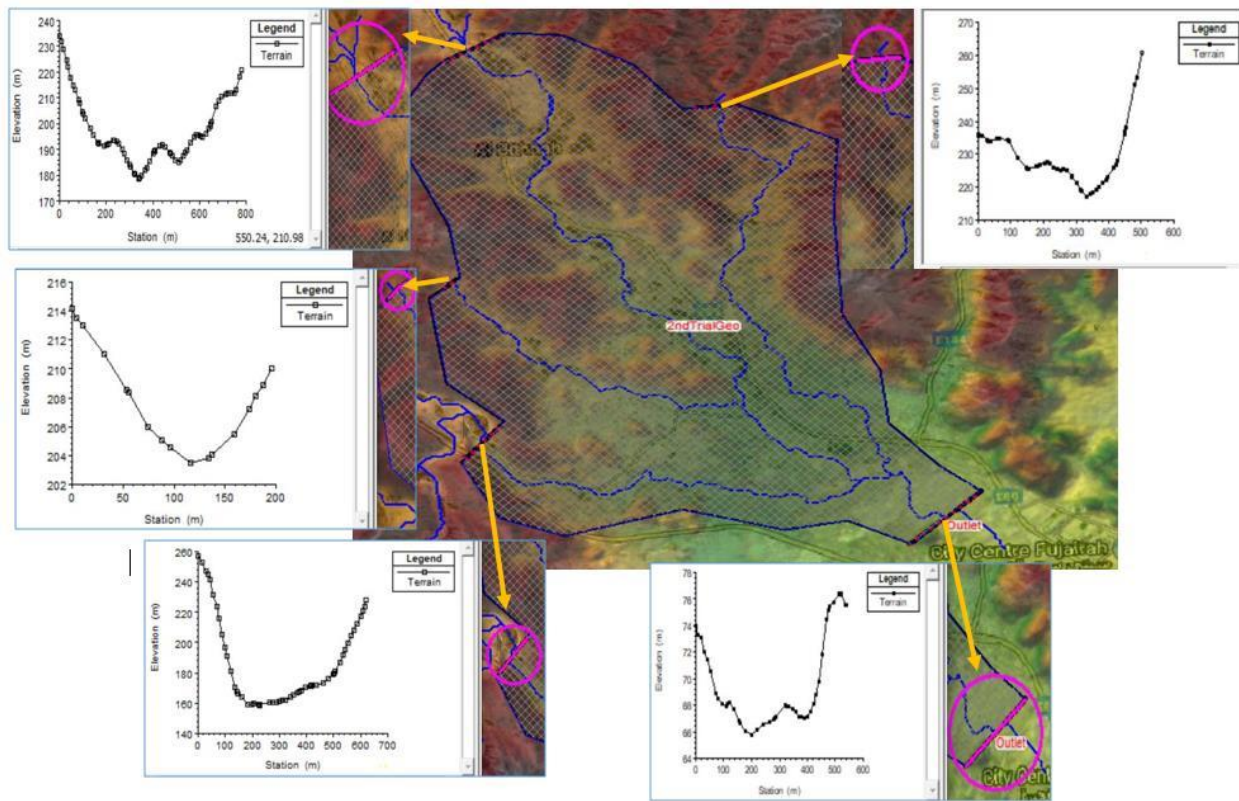 240
230
220
210
200
190
180
170
Elevation (m)
Legend
Terrain
0 200 400 600 800
Station (m)
550.24, 210.98
270
260
250
240
230
220
210
Elevation (m)
Legend
Terrain
0 100 200 300 400 500 600
Station (m)
216
214
212
210
208
206
204
202
Elevation (m)
Legend
Terrain
0 50 100 150 200
Station (m)
2ndTrialGeo
E84
E89
Outlet
City Centre Fujairah
260
240
220
200
180
160
140
Elevation (m)
Legend
Terrain
0 100 200 300 400 500 600 700
Station (m)
78
76
74
72
70
68
66
64
Elevation (m)
Legend
Terrain
0 100 200 300 400 500 600
Station (m)
Outlet
City Cent